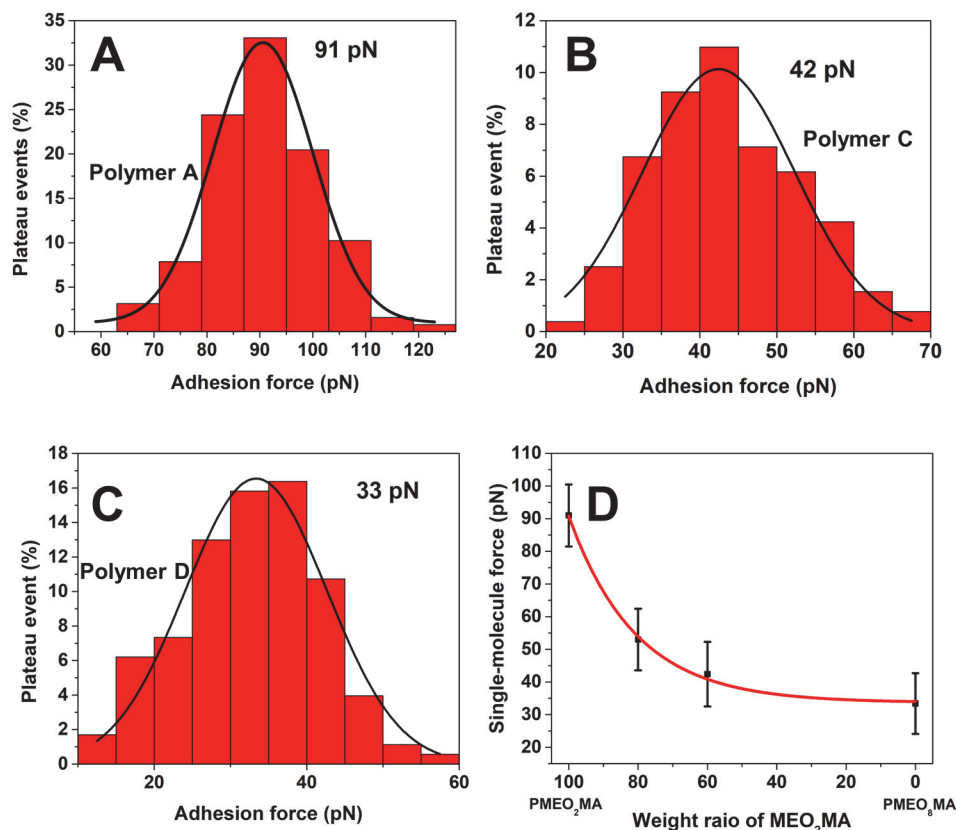 A
91 pN
Polymer A
Plateau events (%)
35
30
25
20
15
10
5
0
60 70 80 90 100 110 120
Adhesion force (pN)
B
42 pN
Polymer C
Plateau event (%)
12
10
8
6
4
2
0
20 30 40 50 60 70
Adhesion force (pN)
C
33 pN
Polymer D
Plateau event (%)
18
16
14
12
10
8
6
4
2
0
20 40 60
Adhesion force (pN)
D
Single-molecule force (pN)
110
100
90
80
70
60
50
40
30
20
100 80 60 40 20 0
PMEO₂MA PMEO₈MA
Weight raio of MEO₂MA